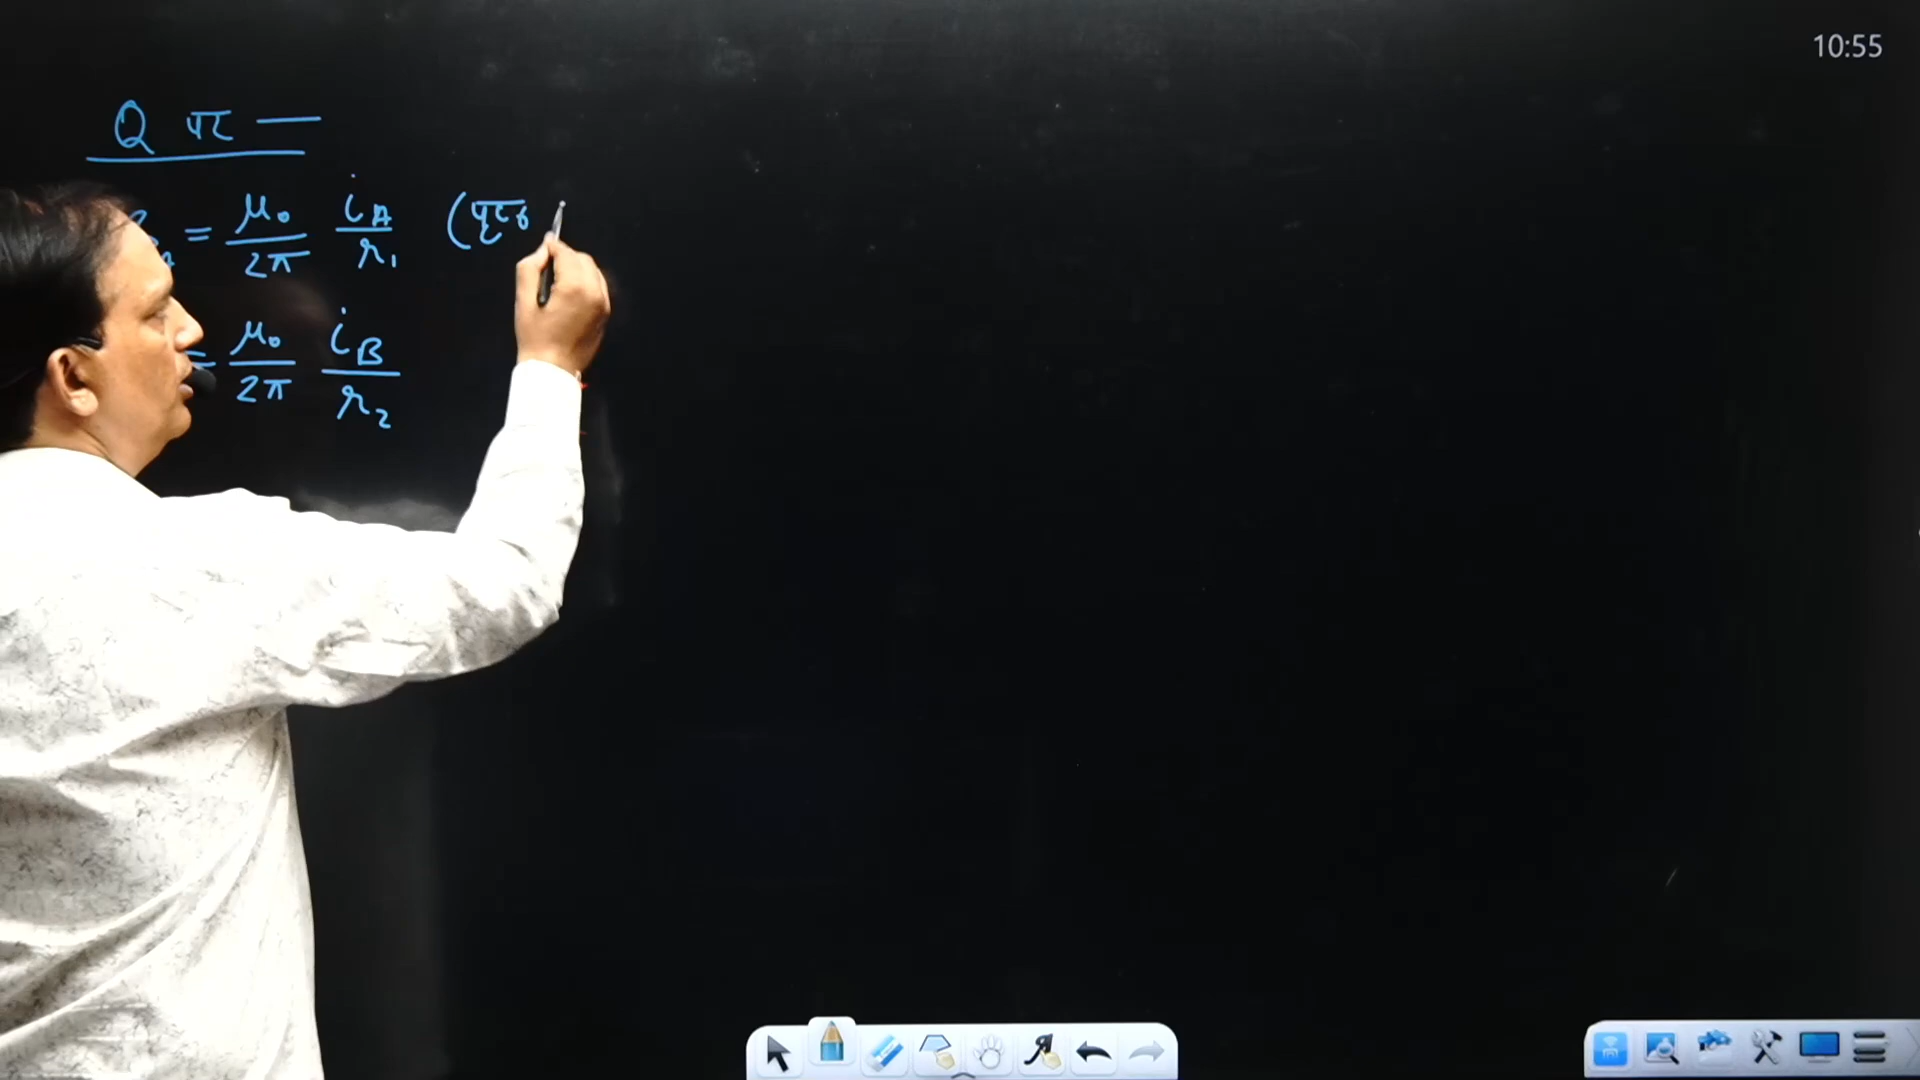 10:55
Q पर —
= μ₀/2π i_A/r₁ (पृष्ठ
= μ₀/2π i_B/r₂